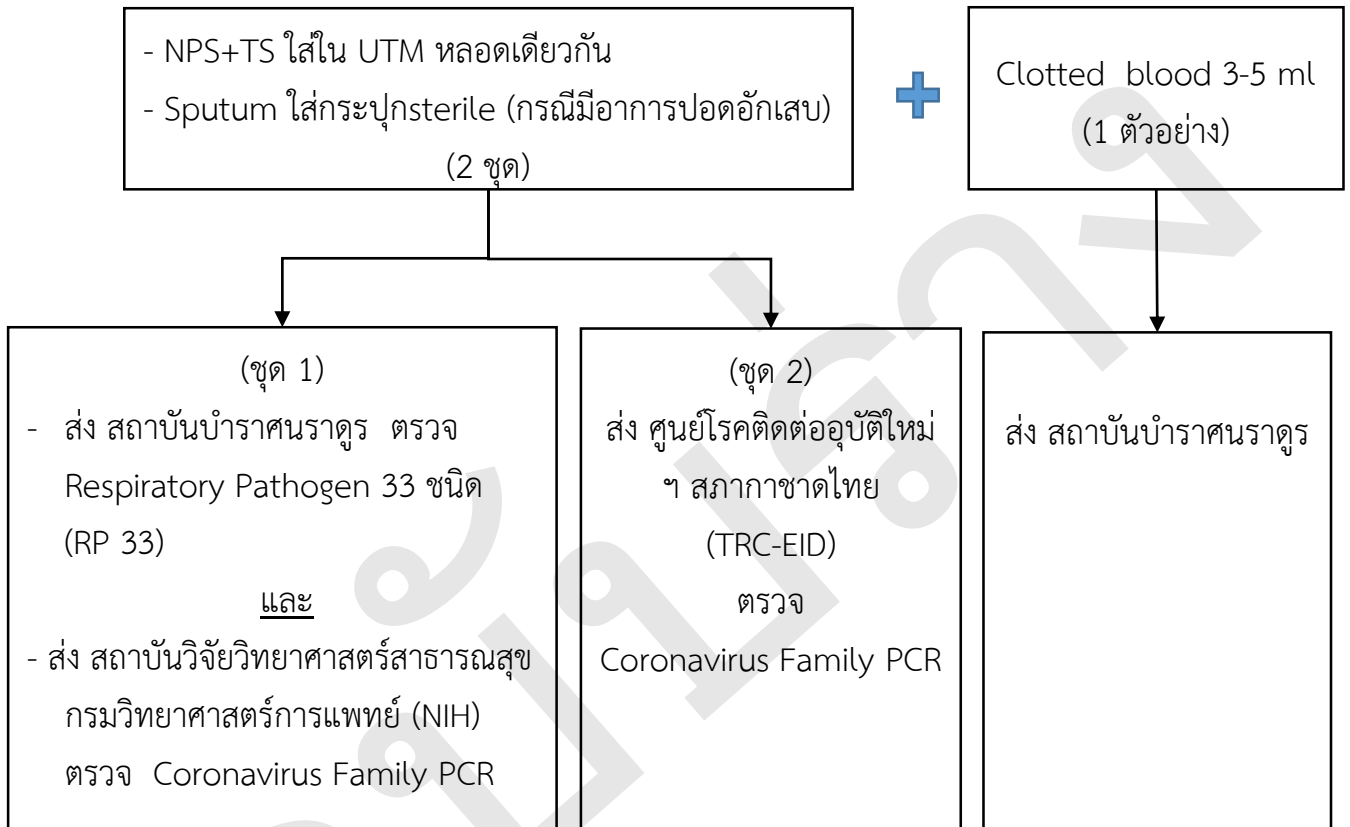 - NPS+TS ใส่ใน UTM หลอดเดียวกัน
- Sputum ใส่กระปุกsterile (กรณีมีอาการปอดอักเสบ)
(2 ชุด)
Clotted blood 3-5 ml
(1 ตัวอย่าง)
(ชุด 1)
- ส่ง สถาบันบำราศนราดูร ตรวจ
Respiratory Pathogen 33 ชนิด
(RP 33)
และ
- ส่ง สถาบันวิจัยวิทยาศาสตร์สาธารณสุข
กรมวิทยาศาสตร์การแพทย์ (NIH)
ตรวจ Coronavirus Family PCR
(ชุด 2)
ส่ง ศูนย์โรคติดต่ออุบัติใหม่
ฯ สภากาชาดไทย
(TRC-EID)
ตรวจ
Coronavirus Family PCR
ส่ง สถาบันบำราศนราดูร